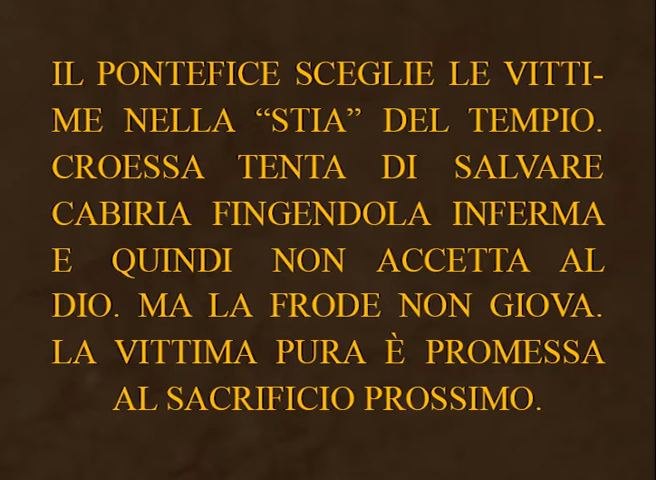 IL PONTEFICE SCEGLIE LE VITTI-
ME NELLA “STIA” DEL TEMPIO.
CROESSA TENTA DI SALVARE
CABIRIA FINGENDOLA INFERMA
E QUINDI NON ACCETTA AL
DIO. MA LA FRODE NON GIOVA.
LA VITTIMA PURA È PROMESSA
AL SACRIFICIO PROSSIMO.